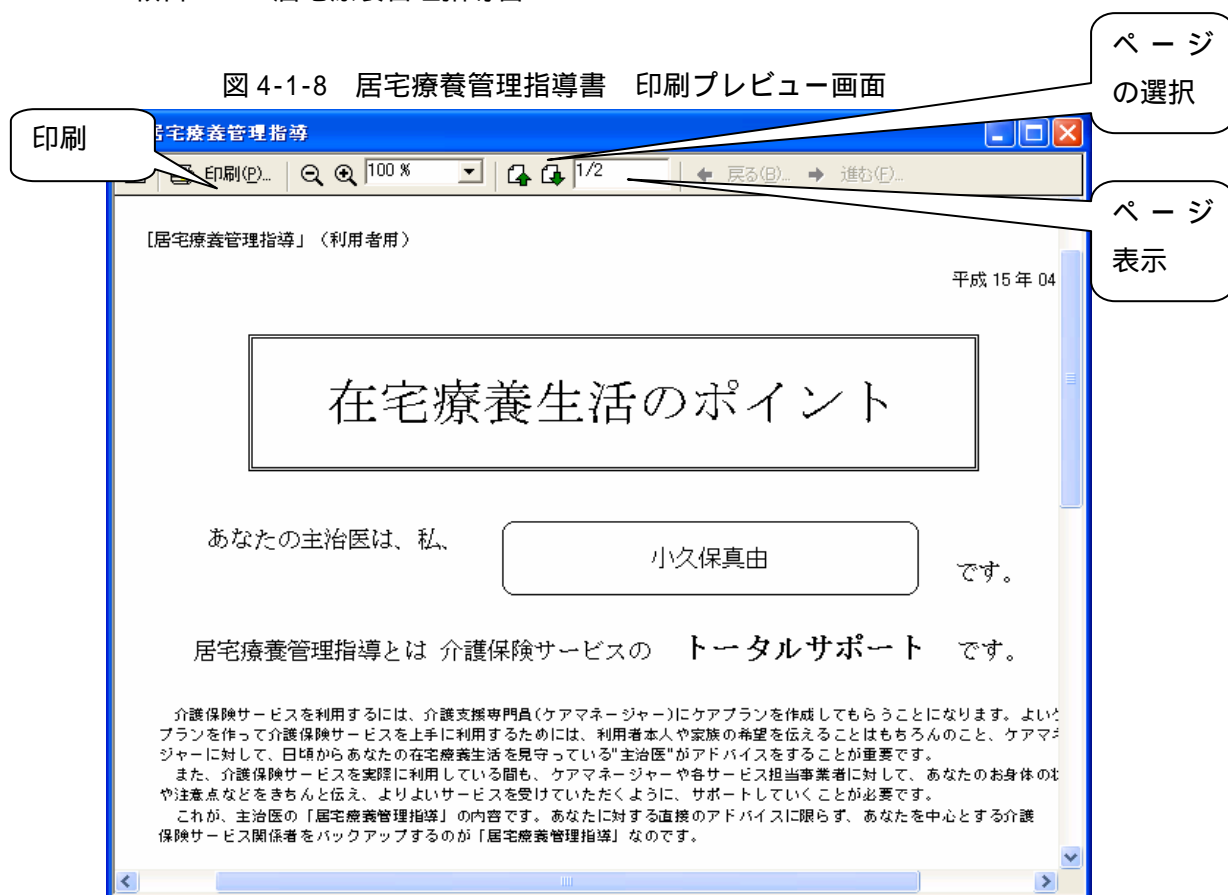 図 4-1-8 居宅療養管理指導書 印刷プレビュー画面
ページ
の選択
印刷
宅療養管理指導
印刷(P)...
100 %
1/2
戻る(B)...
進む(F)...
ページ
表示
[居宅療養管理指導」（利用者用）
平成 15 年 04
在宅療養生活のポイント
あなたの主治医は、私、
小久保真由
です。
居宅療養管理指導とは 介護保険サービスの トータルサポート です。
介護保険サービスを利用するには、介護支援専門員(ケアマネージャー)にケアプランを作成してもらうことになります。よい
プランを作って介護保険サービスを上手に利用するためには、利用者本人や家族の希望を伝えることはもちろんのこと、ケアマネ
ジャーに対して、日頃からあなたの在宅療養生活を見守っている"主治医"がアドバイスをすることが重要です。
また、介護保険サービスを実際に利用している間も、ケアマネージャーや各サービス担当事業者に対して、あなたのお身体の
や注意点などをきちんと伝え、よりよいサービスを受けていただくように、サポートしていくことが必要です。
これが、主治医の「居宅療養管理指導」の内容です。あなたに対する直接のアドバイスに限らず、あなたを中心とする介護
保険サービス関係者をバックアップするのが「居宅療養管理指導」なのです。